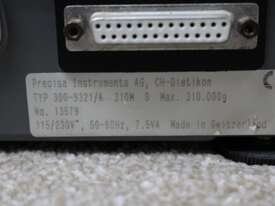 Precisa Instruments AG, CH-Dietikon
TYP 300-9321/A 310M S Max. 310.000g
No. 13579
115/230V~, 50-60Hz, 7.5VA Made in Switzerland